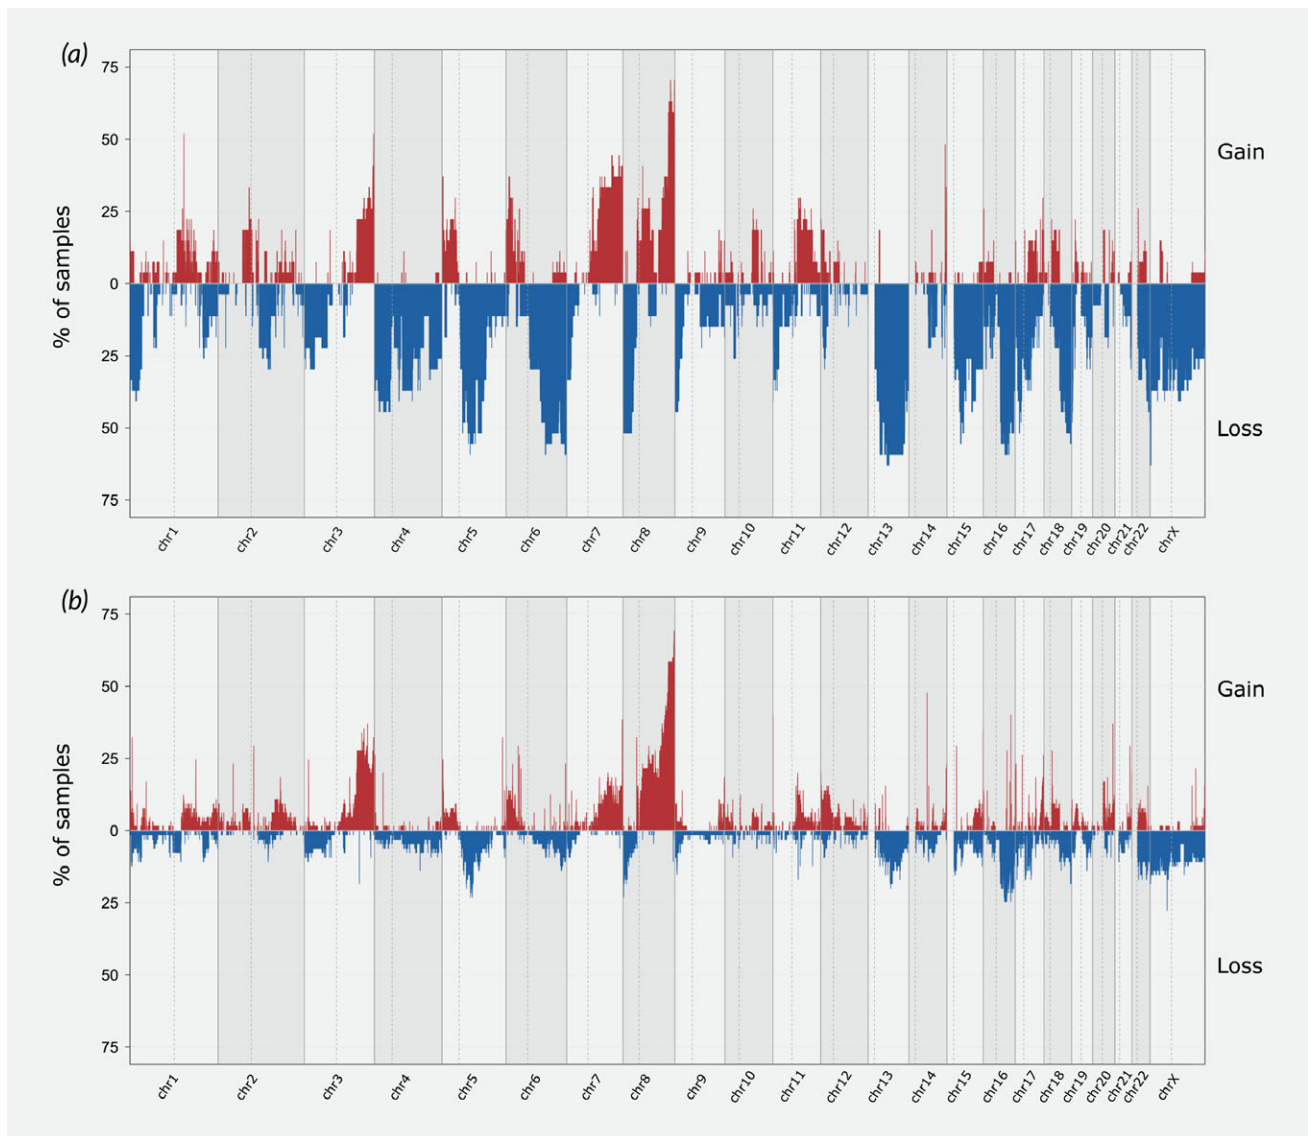 (a)
75
50
25
0
25
50
75
% of samples
Gain
Loss
chr1 chr2 chr3 chr4 chr5 chr6 chr7 chr8 chr9 chr10 chr11 chr12 chr13 chr14 chr15 chr16 chr17 chr18 chr19 chr20 chr21 chr22 chrX
(b)
75
50
25
0
25
50
75
% of samples
Gain
Loss
chr1 chr2 chr3 chr4 chr5 chr6 chr7 chr8 chr9 chr10 chr11 chr12 chr13 chr14 chr15 chr16 chr17 chr18 chr19 chr20 chr21 chr22 chrX